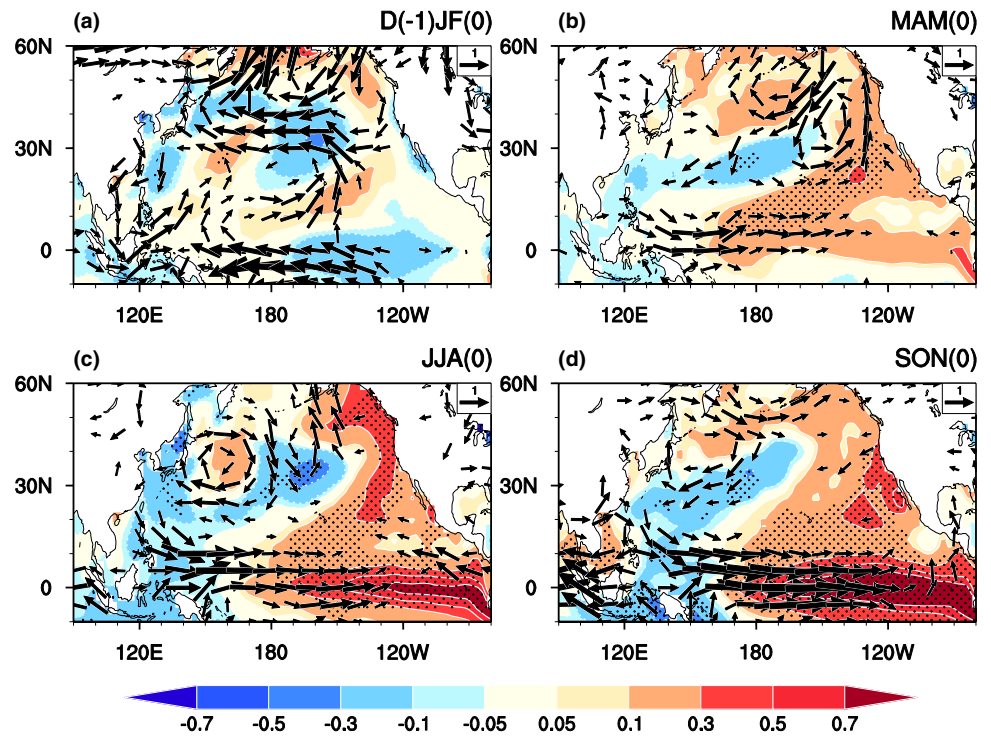 (a) D(-1)JF(0) (b) MAM(0)
60N 1 60N 1
30N 30N
0 0
120E 180 120W 120E 180 120W
(c) JJA(0) (d) SON(0)
60N 1 60N 1
30N 30N
0 0
120E 180 120W 120E 180 120W
-0.7 -0.5 -0.3 -0.1 -0.05 0.05 0.1 0.3 0.5 0.7